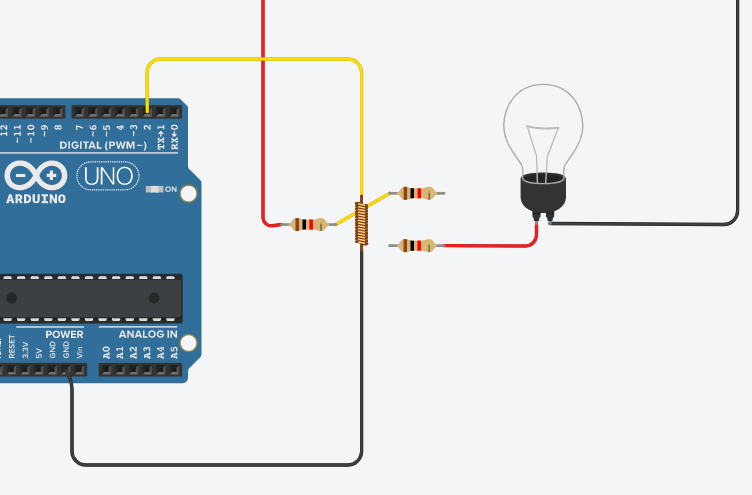 12
~11
~10
~9
8
7
~6
~5
4
~3
2
TX→1
RX←0
DIGITAL (PWM~)
UNO
ARDUINO
ON
POWER
ANALOG IN
RESET
3.3V
5V
GND
GND
Vin
A0
A1
A2
A3
A4
A5